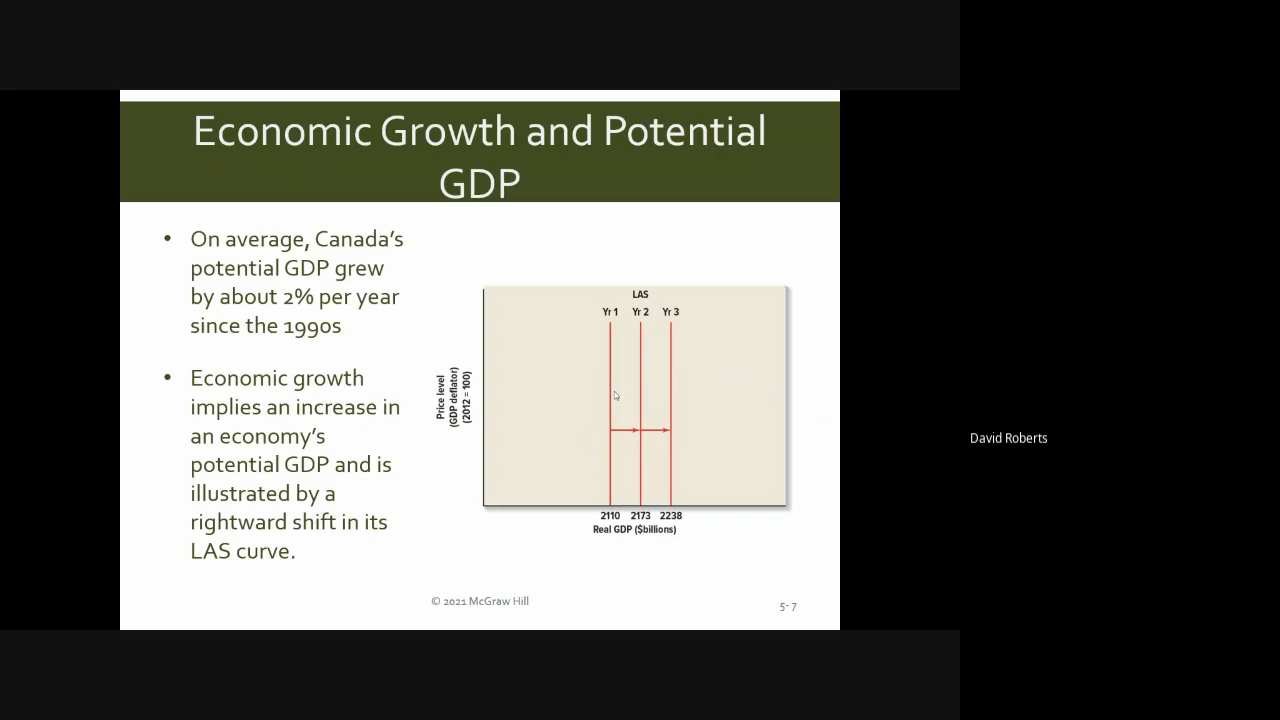 Economic Growth and Potential
GDP
• On average, Canada's
potential GDP grew
by about 2% per year
since the 1990s
• Economic growth
implies an increase in
an economy's
potential GDP and is
illustrated by a
rightward shift in its
LAS curve.
Price level
(GDP deflator)
(2012 = 100)
LAS
Yr 1 Yr 2 Yr 3
2110 2173 2238
Real GDP ($billions)
© 2021 McGraw Hill
5- 7
David Roberts